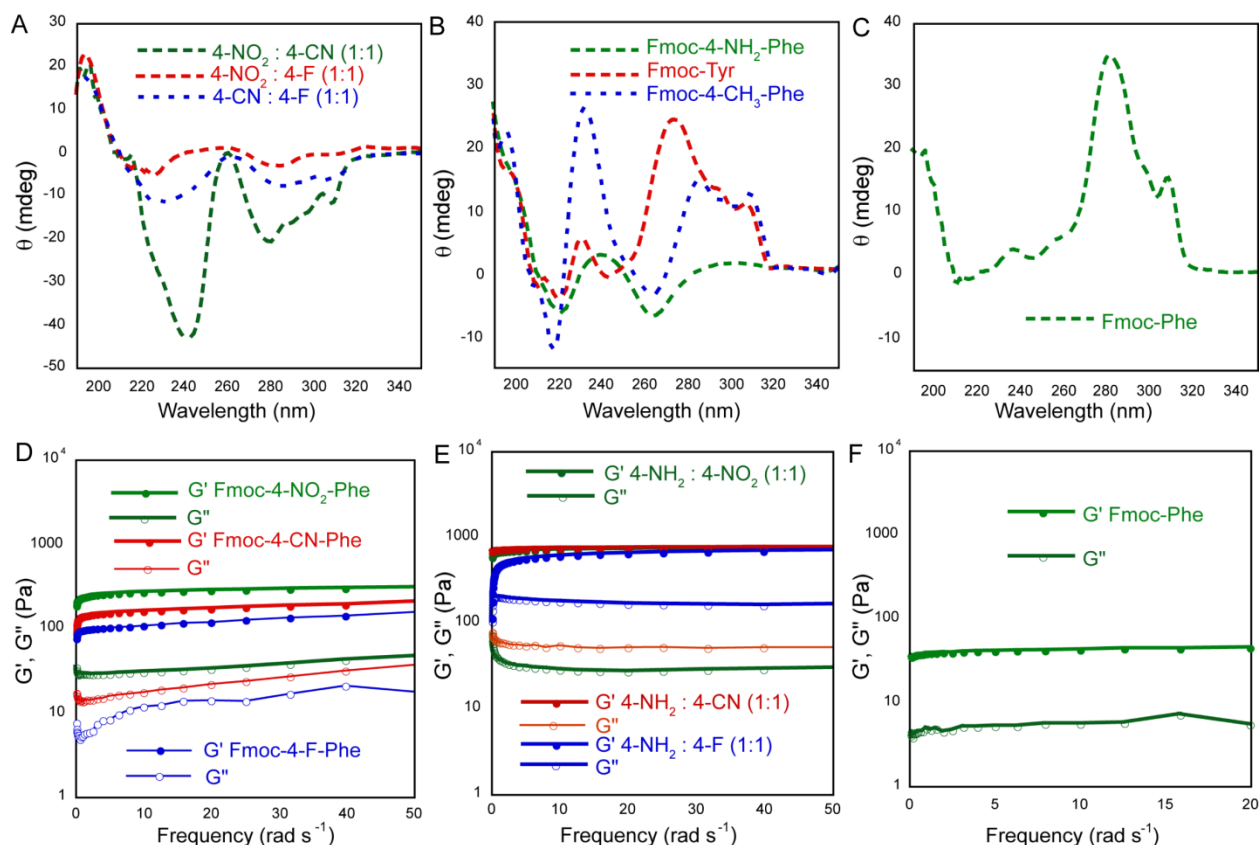 A
30
20
10
0
-10
-20
-30
-40
-50
θ (mdeg)
4-NO₂ : 4-CN (1:1)
4-NO₂ : 4-F (1:1)
4-CN : 4-F (1:1)
200 220 240 260 280 300 320 340
Wavelength (nm)
B
40
30
20
10
0
-10
θ (mdeg)
Fmoc-4-NH₂-Phe
Fmoc-Tyr
Fmoc-4-CH₃-Phe
200 220 240 260 280 300 320 340
Wavelength (nm)
C
40
30
20
10
0
-10
θ (mdeg)
Fmoc-Phe
200 220 240 260 280 300 320 340
Wavelength (nm)
D
10⁴
1000
100
10
1
G', G" (Pa)
G' Fmoc-4-NO₂-Phe
G"
G' Fmoc-4-CN-Phe
G"
G' Fmoc-4-F-Phe
G"
0 10 20 30 40 50
Frequency (rad s⁻¹)
E
10⁴
1000
100
10
1
G', G" (Pa)
G' 4-NH₂ : 4-NO₂ (1:1)
G"
G' 4-NH₂ : 4-CN (1:1)
G"
G' 4-NH₂ : 4-F (1:1)
G"
0 10 20 30 40 50
Frequency (rad s⁻¹)
F
10⁴
1000
100
10
1
G', G" (Pa)
G' Fmoc-Phe
G"
0 5 10 15 20
Frequency (rad s⁻¹)